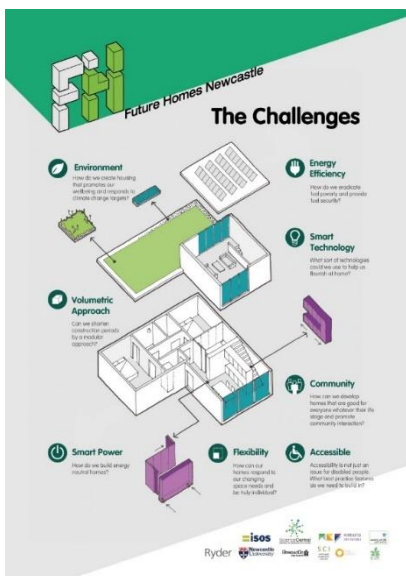 FH
Future Homes Newcastle
The Challenges
Environment
How do we create housing
that promotes our
wellbeing and responds to
climate change targets?
Energy
Efficiency
How do we eradicate
fuel poverty and provide
fuel security?
Smart
Technology
What sort of technologies
could we use to help us
flourish at home?
Volumetric
Approach
Can we shorten
construction periods
by a modular
approach?
Community
How can we develop
homes that are good for
everyone whatever their life
stage and promote
community interaction?
Smart Power
How do we build energy
neutral homes?
Flexibility
How can our
homes respond to
our changing
space needs and
be truly individual?
Accessible
Accessibility is not just an
issue for disabled people.
What best practice features
do we need to build in?
isos
ScienceCentral
Ryder
Newcastle
University
Newcastle
SCI